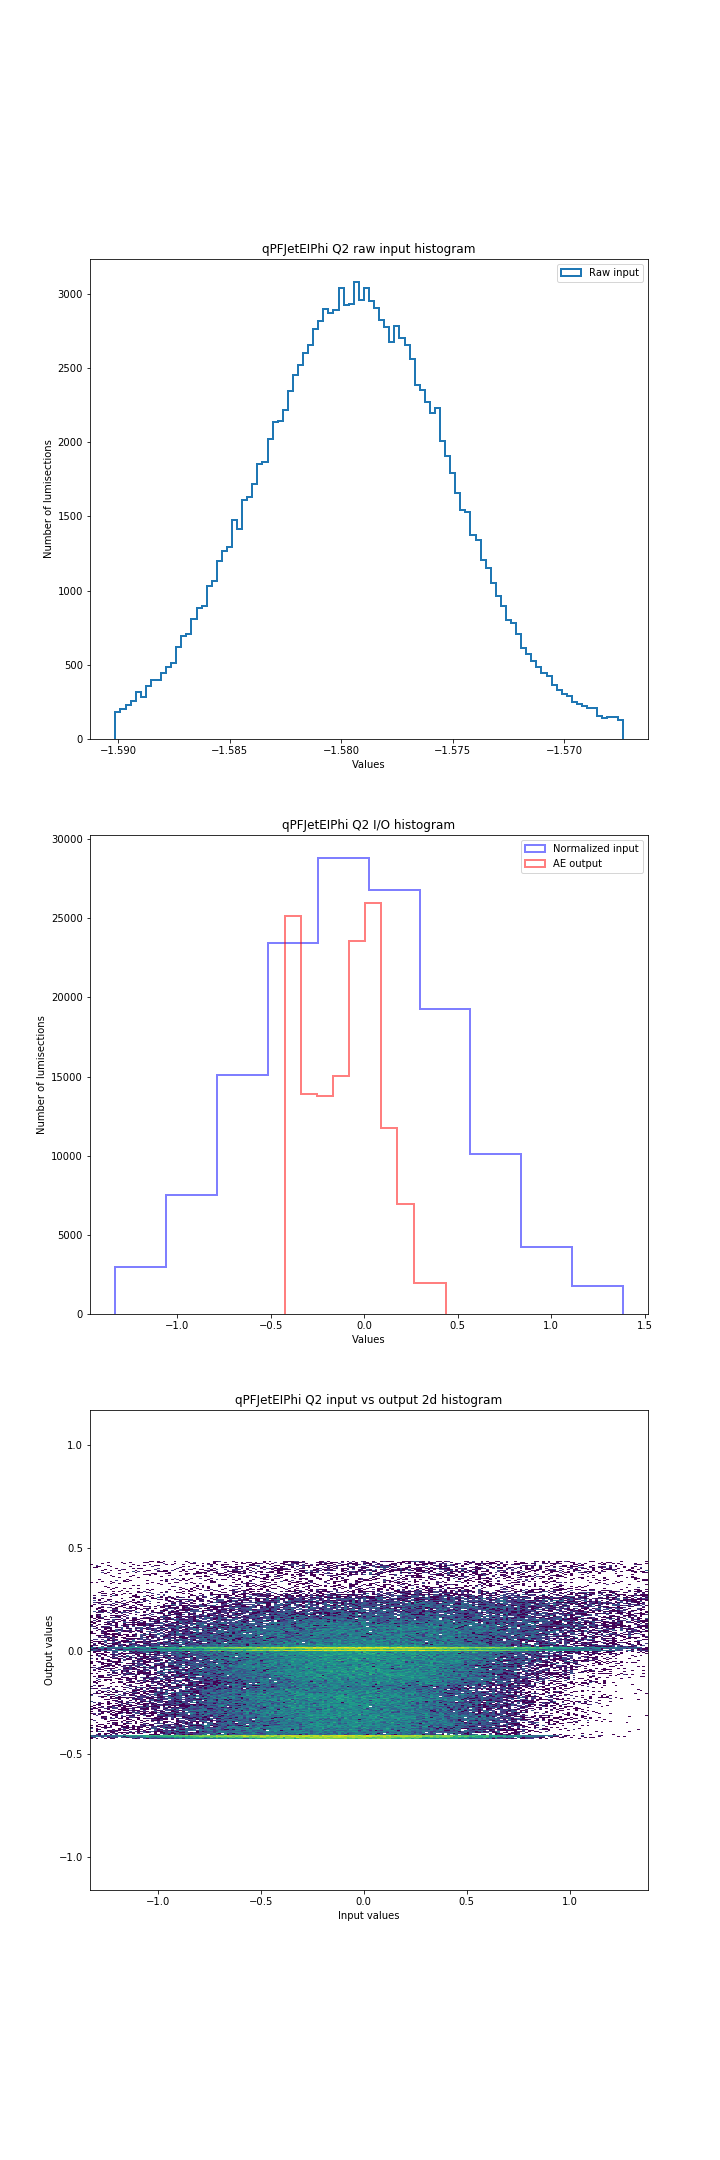 qPFJetEIPhi Q2 raw input histogram
Raw input
3000
2500
2000
1500
1000
500
0
Number of lumisections
−1.590 −1.585 −1.580 −1.575 −1.570
Values
qPFJetEIPhi Q2 I/O histogram
Normalized input
AE output
30000
25000
20000
15000
10000
5000
0
Number of lumisections
−1.0 −0.5 0.0 0.5 1.0 1.5
Values
qPFJetEIPhi Q2 input vs output 2d histogram
1.0
0.5
0.0
−0.5
−1.0
Output values
−1.0 −0.5 0.0 0.5 1.0
Input values